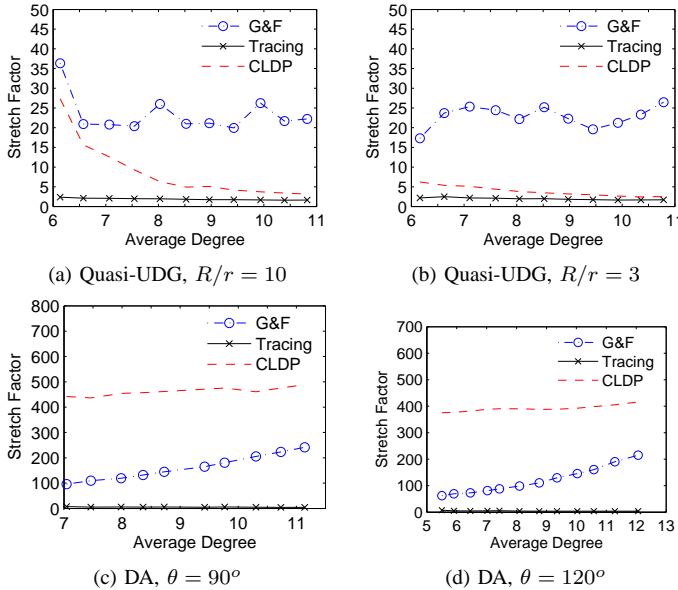 50
45
40
35
30
25
20
15
10
5
0
Stretch Factor
6 7 8 9 10 11
Average Degree
G&F
Tracing
CLDP
(a) Quasi-UDG, R/r = 10
50
45
40
35
30
25
20
15
10
5
0
Stretch Factor
6 7 8 9 10 11
Average Degree
G&F
Tracing
CLDP
(b) Quasi-UDG, R/r = 3
800
700
600
500
400
300
200
100
0
Stretch Factor
7 8 9 10 11
Average Degree
G&F
Tracing
CLDP
(c) DA, θ = 90°
700
600
500
400
300
200
100
0
Stretch Factor
5 6 7 8 9 10 11 12 13
Average Degree
G&F
Tracing
CLDP
(d) DA, θ = 120°